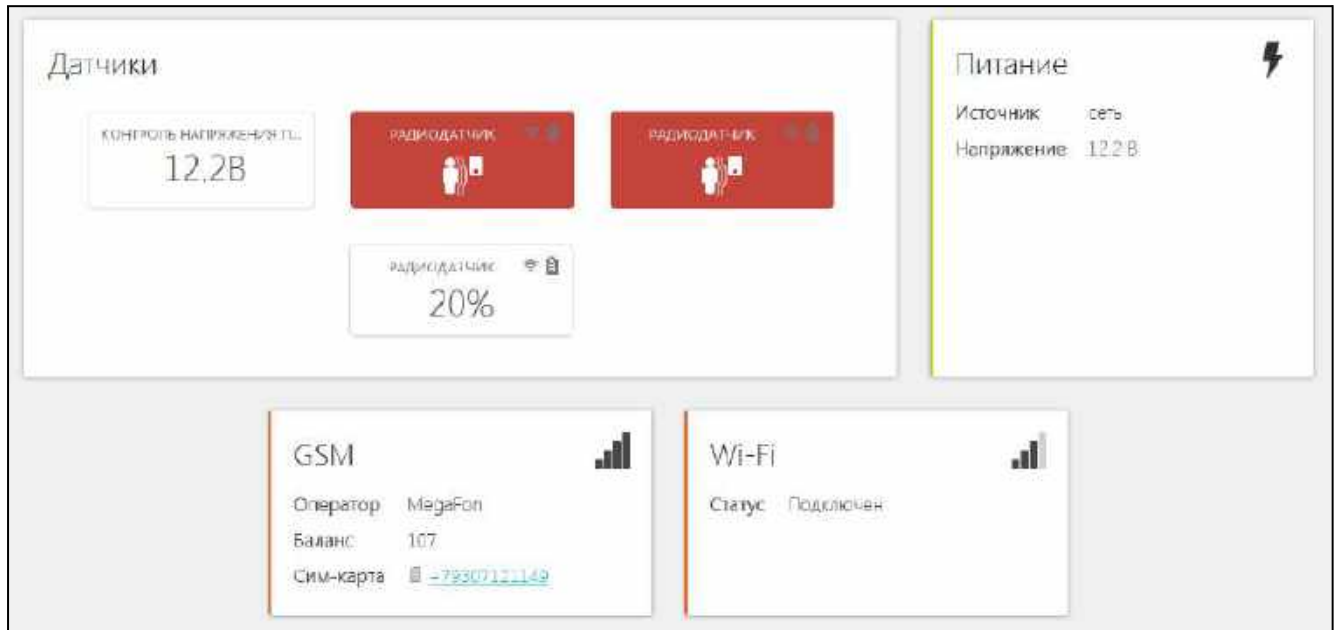 Датчики
КОНТРОЛЬ НАПРЯЖЕНИЯ П...
12,2В
РАДИОДАТЧИК
РАДИОДАТЧИК
РАДИОДАТЧИК
20%
Питание
Источник сеть
Напряжение 12.2 В
GSM
Оператор MegaFon
Баланс 107
Сим-карта +79307121149
Wi-Fi
Статус Подключен